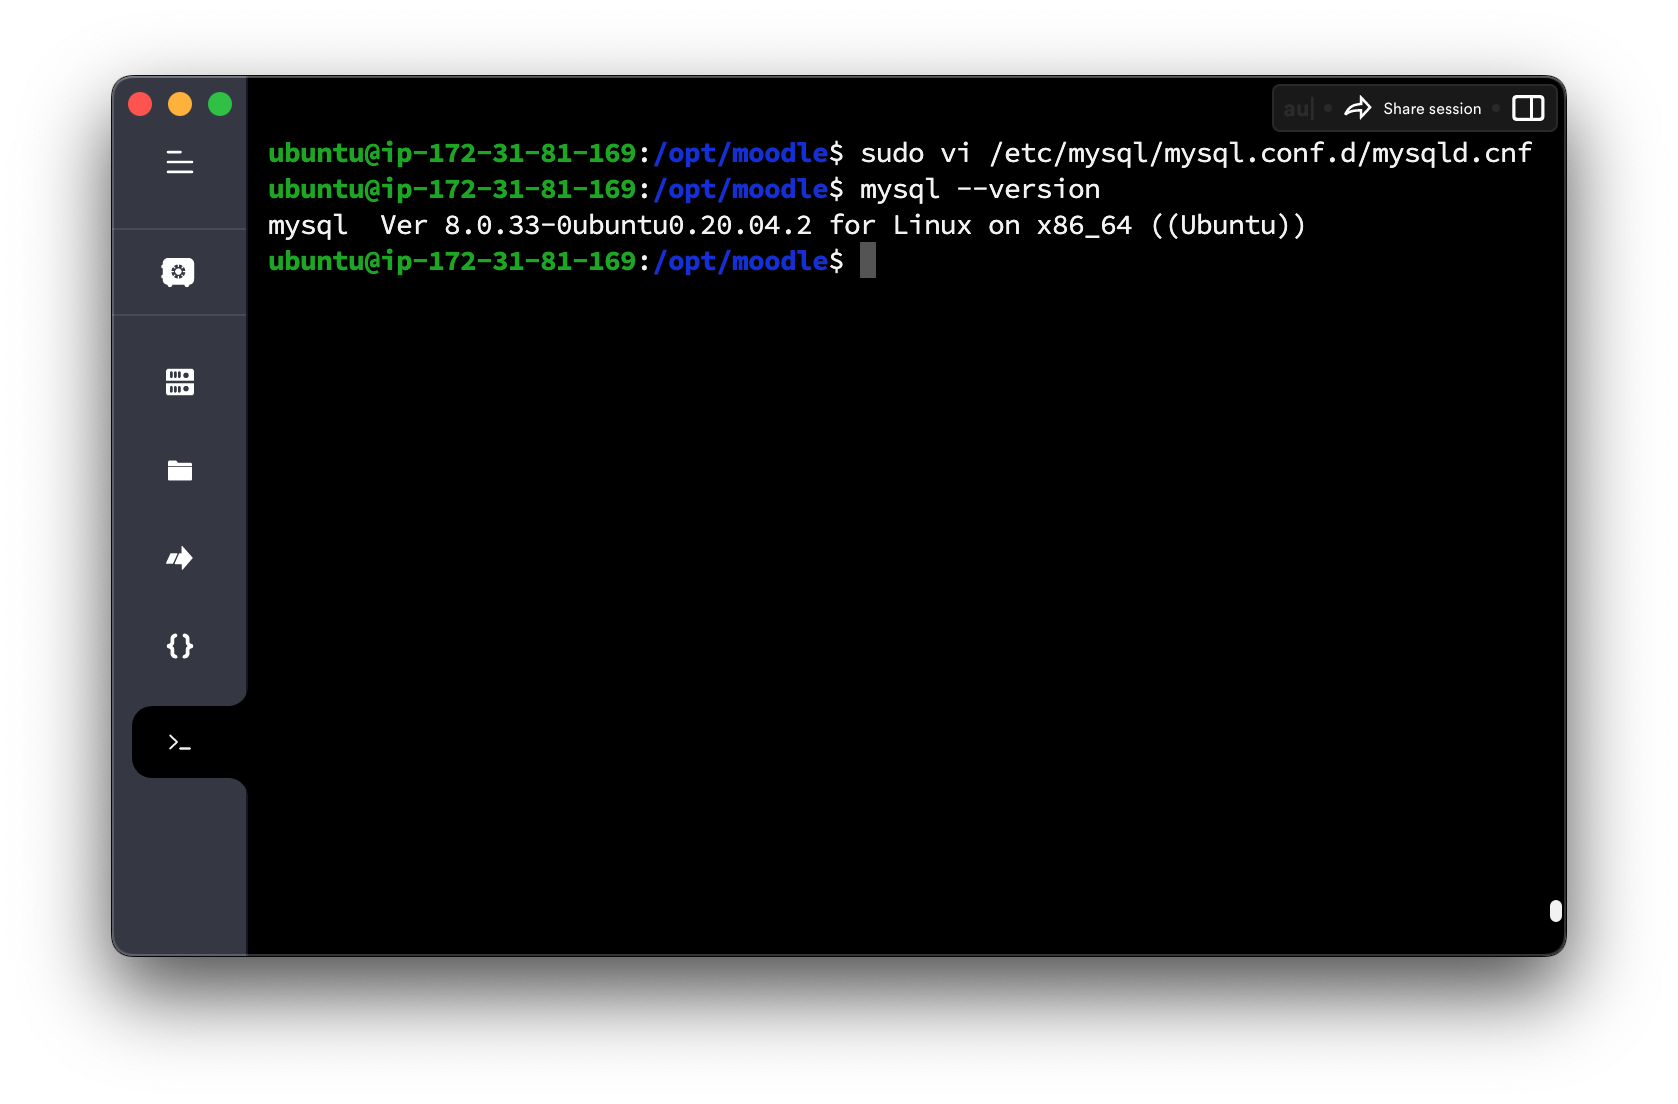 au
Share session
ubuntu@ip-172-31-81-169:/opt/moodle$ sudo vi /etc/mysql/mysql.conf.d/mysqld.cnf
ubuntu@ip-172-31-81-169:/opt/moodle$ mysql --version
mysql  Ver 8.0.33-0ubuntu0.20.04.2 for Linux on x86_64 ((Ubuntu))
ubuntu@ip-172-31-81-169:/opt/moodle$